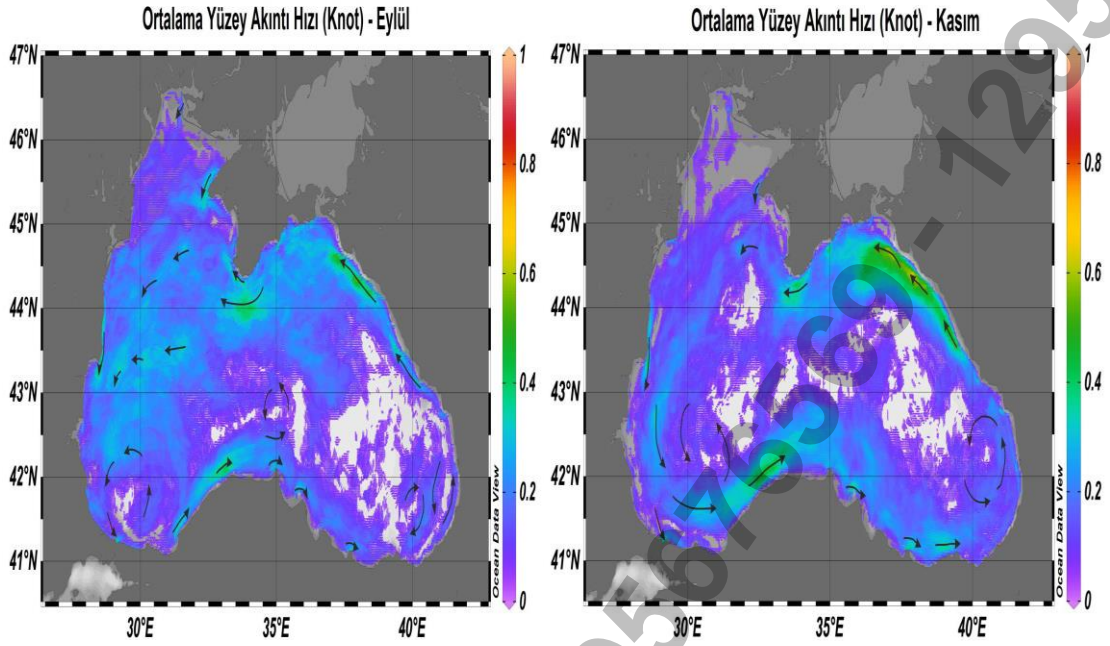 Ortalama Yüzey Akıntı Hızı (Knot) - Eylül
47°N
46°N
45°N
44°N
43°N
42°N
41°N
30°E
35°E
40°E
1
0.8
0.6
0.4
0.2
0
Ocean Data View
Ortalama Yüzey Akıntı Hızı (Knot) - Kasım
47°N
46°N
45°N
44°N
43°N
42°N
41°N
30°E
35°E
40°E
1
0.8
0.6
0.4
0.2
0
Ocean Data View